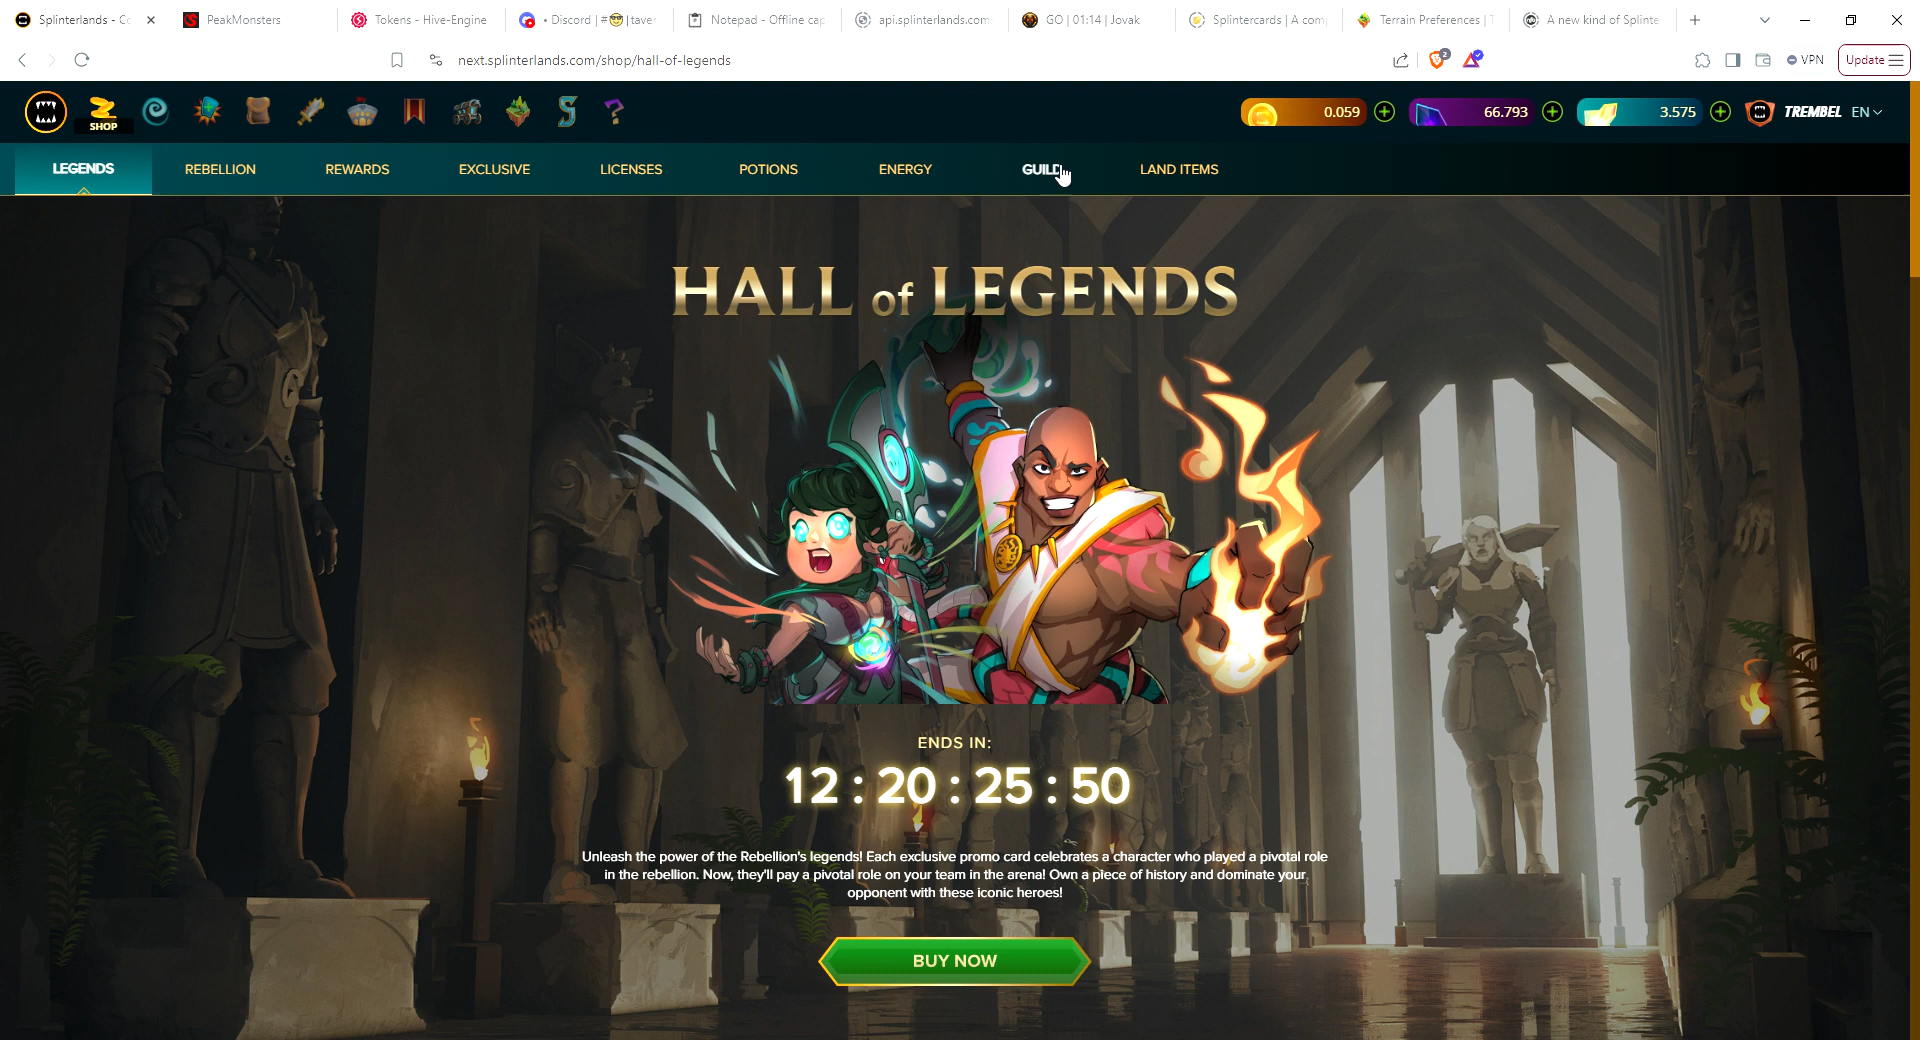 Splinterlands - Co
PeakMonsters
Tokens - Hive-Engine
• Discord | #😎|tave
Notepad - Offline cap
api.splinterlands.com
GO | 01:14 | Jovak
Splintercards | A com
Terrain Preferences | T
A new kind of Splinte
next.splinterlands.com/shop/hall-of-legends
2
VPN
Update
SHOP
0.059
66.793
3.575
TREMBEL
EN
LEGENDS
REBELLION
REWARDS
EXCLUSIVE
LICENSES
POTIONS
ENERGY
GUILD
LAND ITEMS
HALL of LEGENDS
ENDS IN:
12 : 20 : 25 : 50
Unleash the power of the Rebellion's legends! Each exclusive promo card celebrates a character who played a pivotal role
in the rebellion. Now, they'll pay a pivotal role on your team in the arena! Own a piece of history and dominate your
opponent with these iconic heroes!
BUY NOW